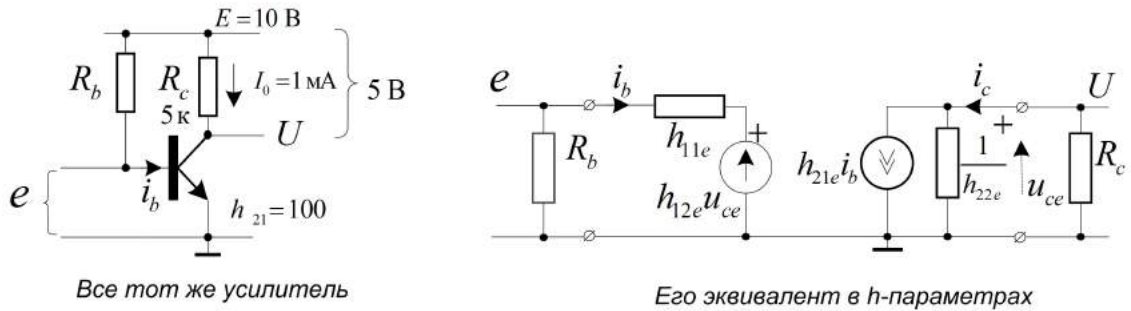 E = 10 В
R_b
R_c
I_0 = 1 мА
5 В
5 к
U
i_b
e
h_21 = 100
Все тот же усилитель
e
i_b
i_c
U
h_11e
+
R_b
h_12e u_ce
h_21e i_b
1
h_22e
+
u_ce
R_c
Его эквивалент в h-параметрах